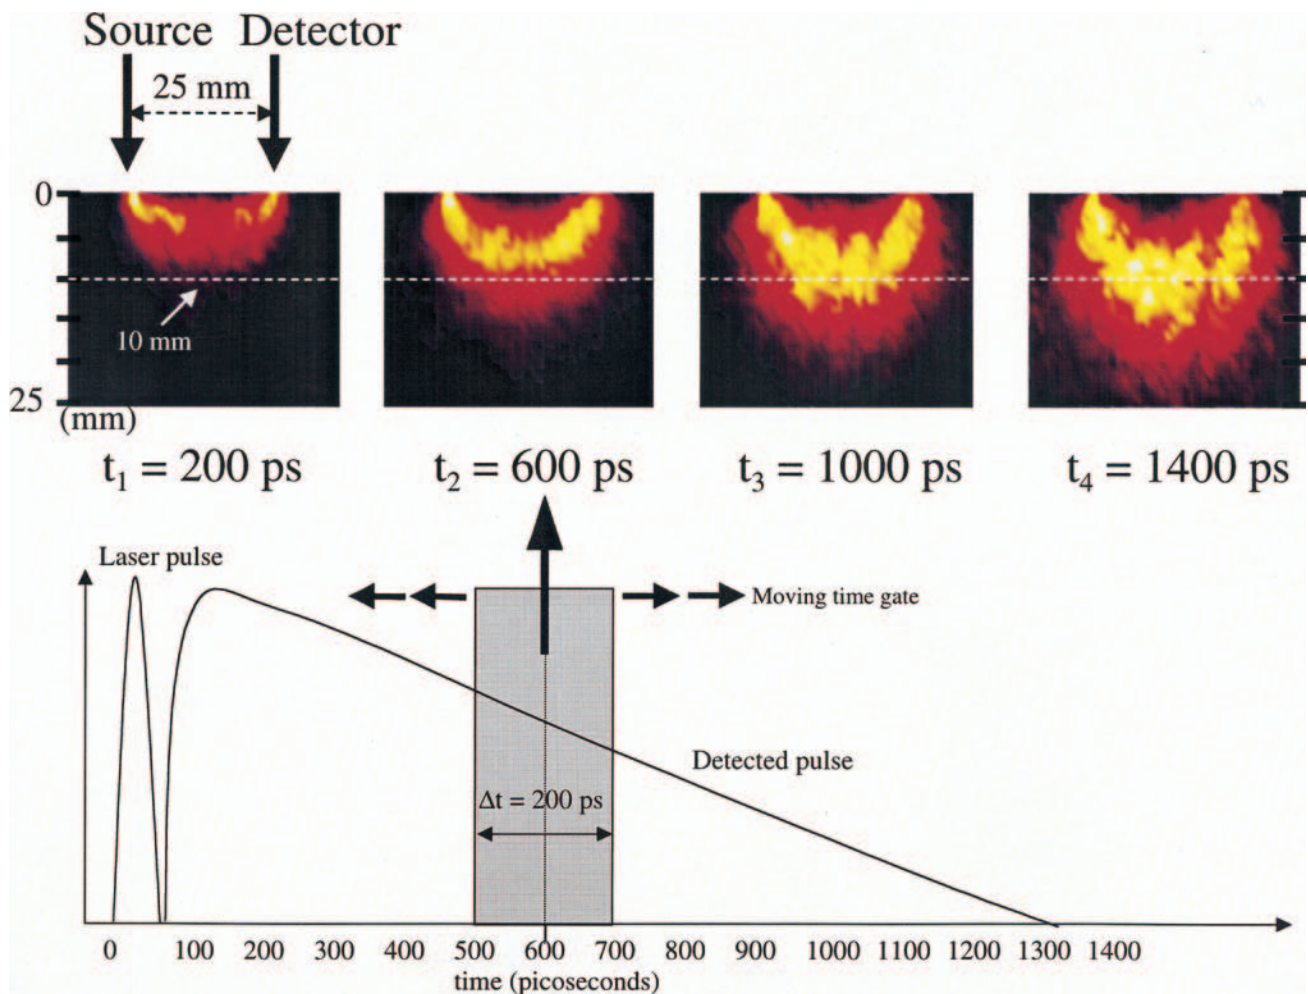 Source Detector
25 mm
0
10 mm
25
(mm)
t₁ = 200 ps
t₂ = 600 ps
t₃ = 1000 ps
t₄ = 1400 ps
Laser pulse
Moving time gate
Detected pulse
Δt = 200 ps
0 100 200 300 400 500 600 700 800 900 1000 1100 1200 1300 1400
time (picoseconds)